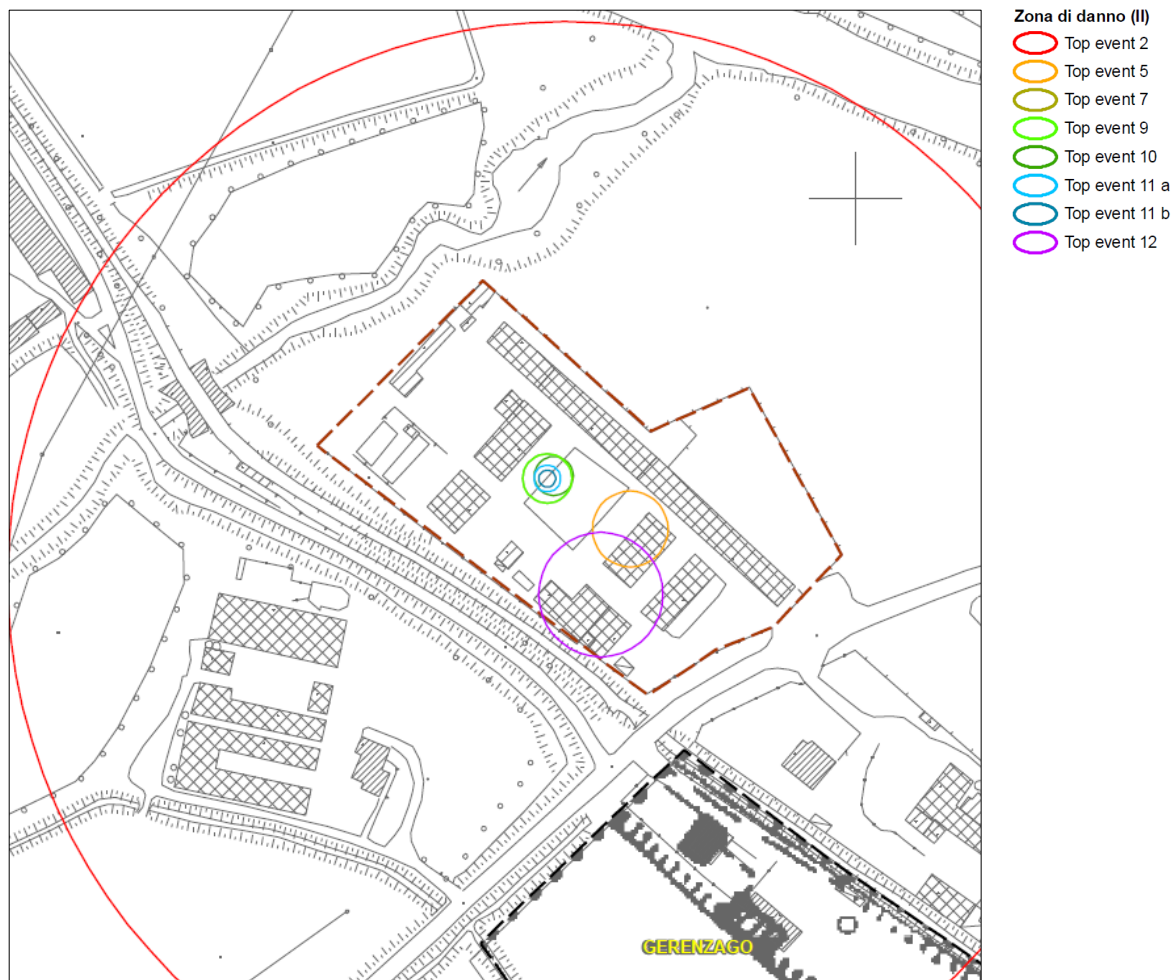 Zona di danno (II)
Top event 2
Top event 5
Top event 7
Top event 9
Top event 10
Top event 11 a
Top event 11 b
Top event 12
GERENZAGO